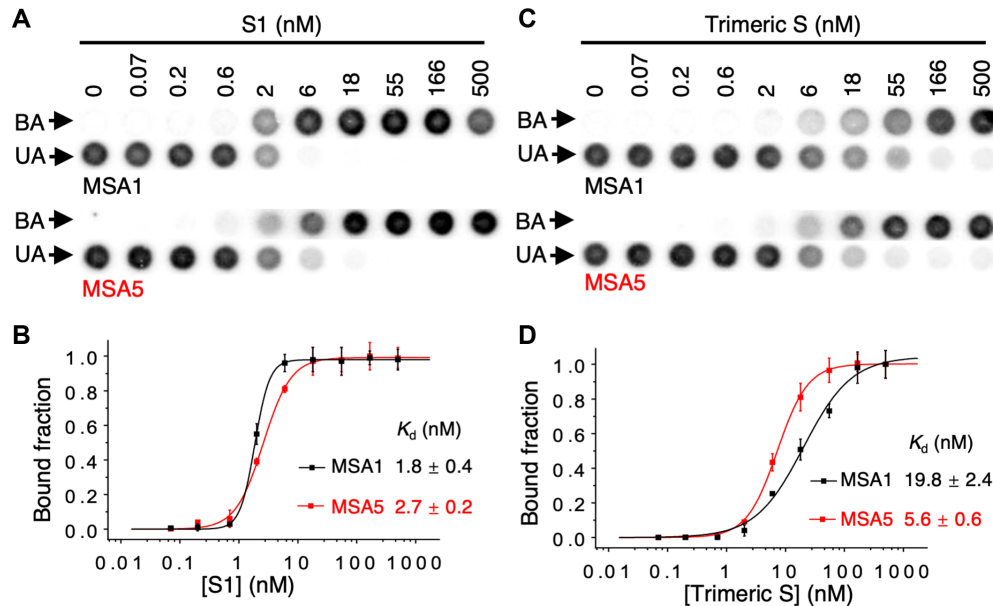 A
S1 (nM)
0 0.07 0.2 0.6 2 6 18 55 166 500
BA
UA
MSA1
BA
UA
MSA5
C
Trimeric S (nM)
0 0.07 0.2 0.6 2 6 18 55 166 500
BA
UA
MSA1
BA
UA
MSA5
B
Bound fraction
1.0
0.8
0.6
0.4
0.2
0.0
Kd (nM)
MSA1 1.8 ± 0.4
MSA5 2.7 ± 0.2
0.01 0.1 1 10 100 1000
[S1] (nM)
D
Bound fraction
1.0
0.8
0.6
0.4
0.2
0.0
Kd (nM)
MSA1 19.8 ± 2.4
MSA5 5.6 ± 0.6
0.01 0.1 1 10 100 1000
[Trimeric S] (nM)